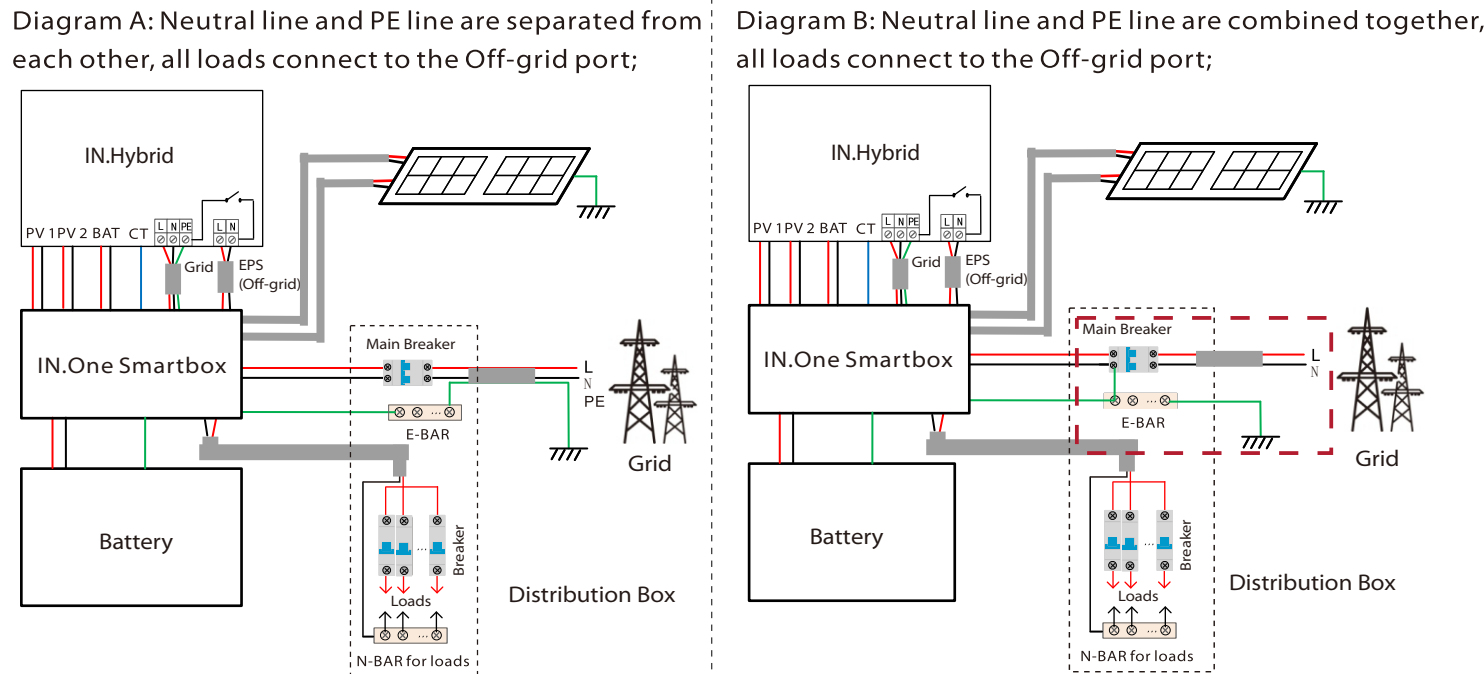 Diagram A: Neutral line and PE line are separated from
each other, all loads connect to the Off-grid port;
IN.Hybrid
L N PE
L N
PV 1 PV 2 BAT CT
Grid
EPS
(Off-grid)
IN.One Smartbox
Main Breaker
L
N
PE
E-BAR
Grid
Battery
Breaker
...
Loads
...
N-BAR for loads
Distribution Box
Diagram B: Neutral line and PE line are combined together,
all loads connect to the Off-grid port;
IN.Hybrid
L N PE
L N
PV 1 PV 2 BAT CT
Grid
EPS
(Off-grid)
IN.One Smartbox
Main Breaker
L
N
E-BAR
Grid
Battery
Breaker
...
Loads
...
N-BAR for loads
Distribution Box